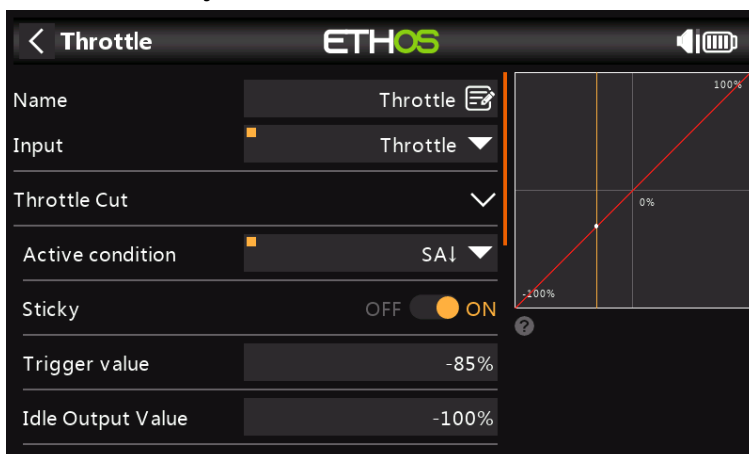 Throttle
ETHOS
Name
Throttle
Input
Throttle
Throttle Cut
Active condition
SA↓
Sticky
OFF
ON
Trigger value
-85%
Idle Output Value
-100%
100%
0%
-100%
?